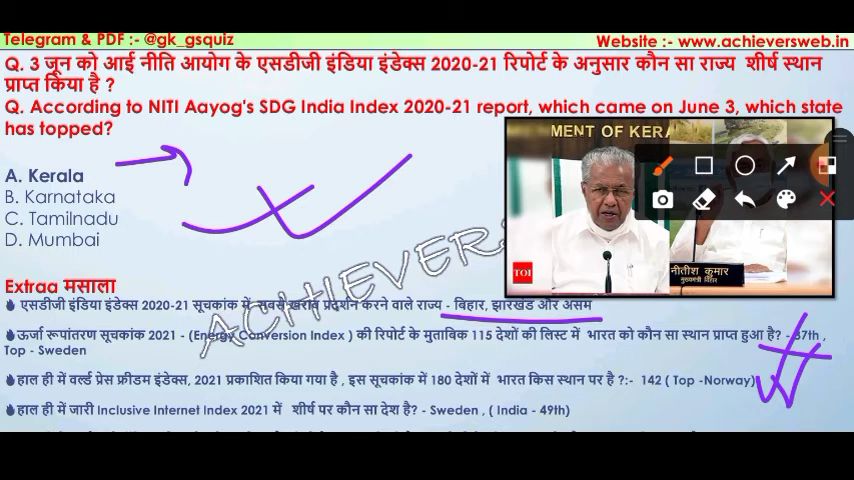 Telegram & PDF :- @gk_gsquiz
Website :- www.achieversweb.in
Q. 3 जून को आई नीति आयोग के एसडीजी इंडिया इंडेक्स 2020-21 रिपोर्ट के अनुसार कौन सा राज्य शीर्ष स्थान
प्राप्त किया है ?
Q. According to NITI Aayog's SDG India Index 2020-21 report, which came on June 3, which state
has topped?
MENT OF KERA
A. Kerala
B. Karnataka
C. Tamilnadu
D. Mumbai
TOI
नीतीश कुमार
मुख्यमंत्री बिहार
ACHIEVERS
Extraa मसाला
एसडीजी इंडिया इंडेक्स 2020-21 सूचकांक में सबसे खराब प्रदर्शन करने वाले राज्य - बिहार, झारखंड और असम
ऊर्जा रूपांतरण सूचकांक 2021 - (Energy Conversion Index ) की रिपोर्ट के मुताबिक 115 देशों की लिस्ट में भारत को कौन सा स्थान प्राप्त हुआ है? - 87th ,
Top - Sweden
हाल ही में वर्ल्ड प्रेस फ्रीडम इंडेक्स, 2021 प्रकाशित किया गया है , इस सूचकांक में 180 देशों में भारत किस स्थान पर है ?:- 142 ( Top -Norway)
हाल ही में जारी Inclusive Internet Index 2021 में शीर्ष पर कौन सा देश है? - Sweden , ( India - 49th)